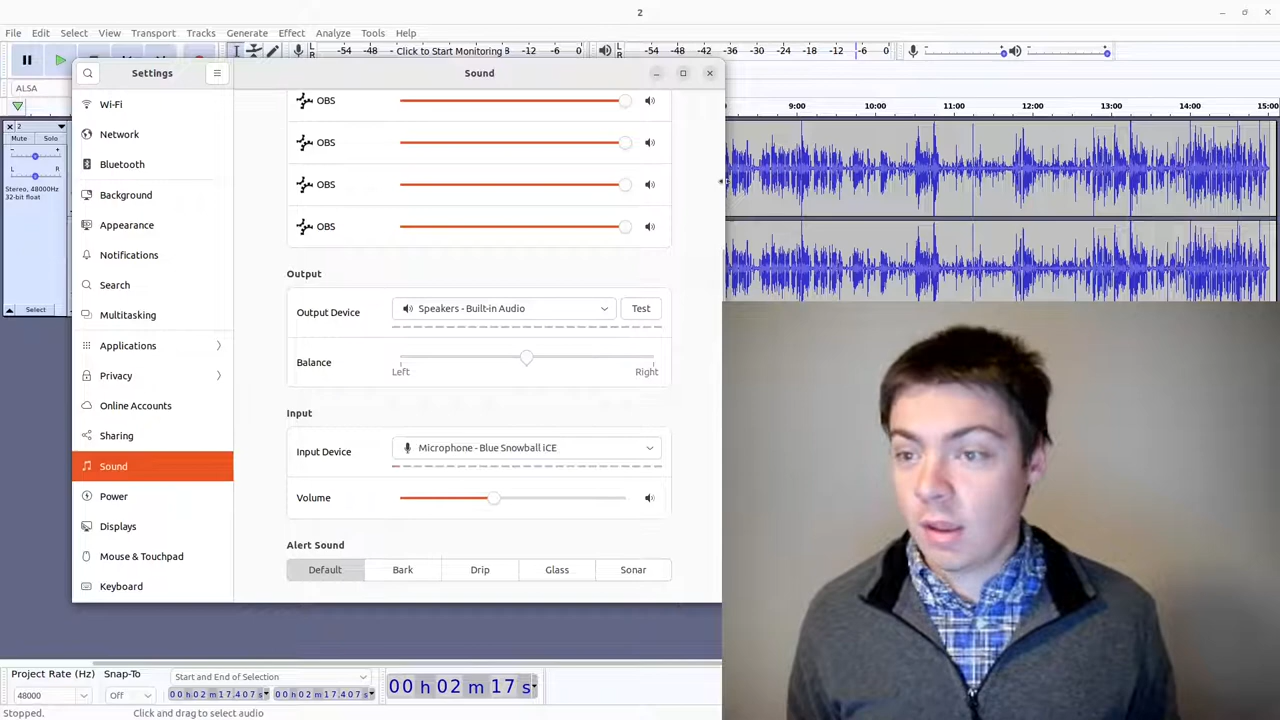 2
File Edit Select View Transport Tracks Generate Effect Analyze Tools Help
L R -54 -48 Click to Start Monitoring 8 -12 -6 0
L R -54 -48 -42 -36 -30 -24 -18 -12 -6 0
Settings
Sound
ALSA
9:00 10:00 11:00 12:00 13:00 14:00 15:00
2
Mute Solo
- +
L R
Stereo, 48000Hz
32-bit float
Select
Wi-Fi
Network
Bluetooth
Background
Appearance
Notifications
Search
Multitasking
Applications
Privacy
Online Accounts
Sharing
Sound
Power
Displays
Mouse & Touchpad
Keyboard
OBS
OBS
OBS
OBS
Output
Output Device Speakers - Built-in Audio Test
Balance
Left Right
Input
Input Device Microphone - Blue Snowball iCE
Volume
Alert Sound
Default Bark Drip Glass Sonar
Project Rate (Hz) Snap-To Start and End of Selection
48000 Off 00 h 02 m 17.407 s 00 h 02 m 17.407 s
00 h 02 m 17 s
Stopped. Click and drag to select audio